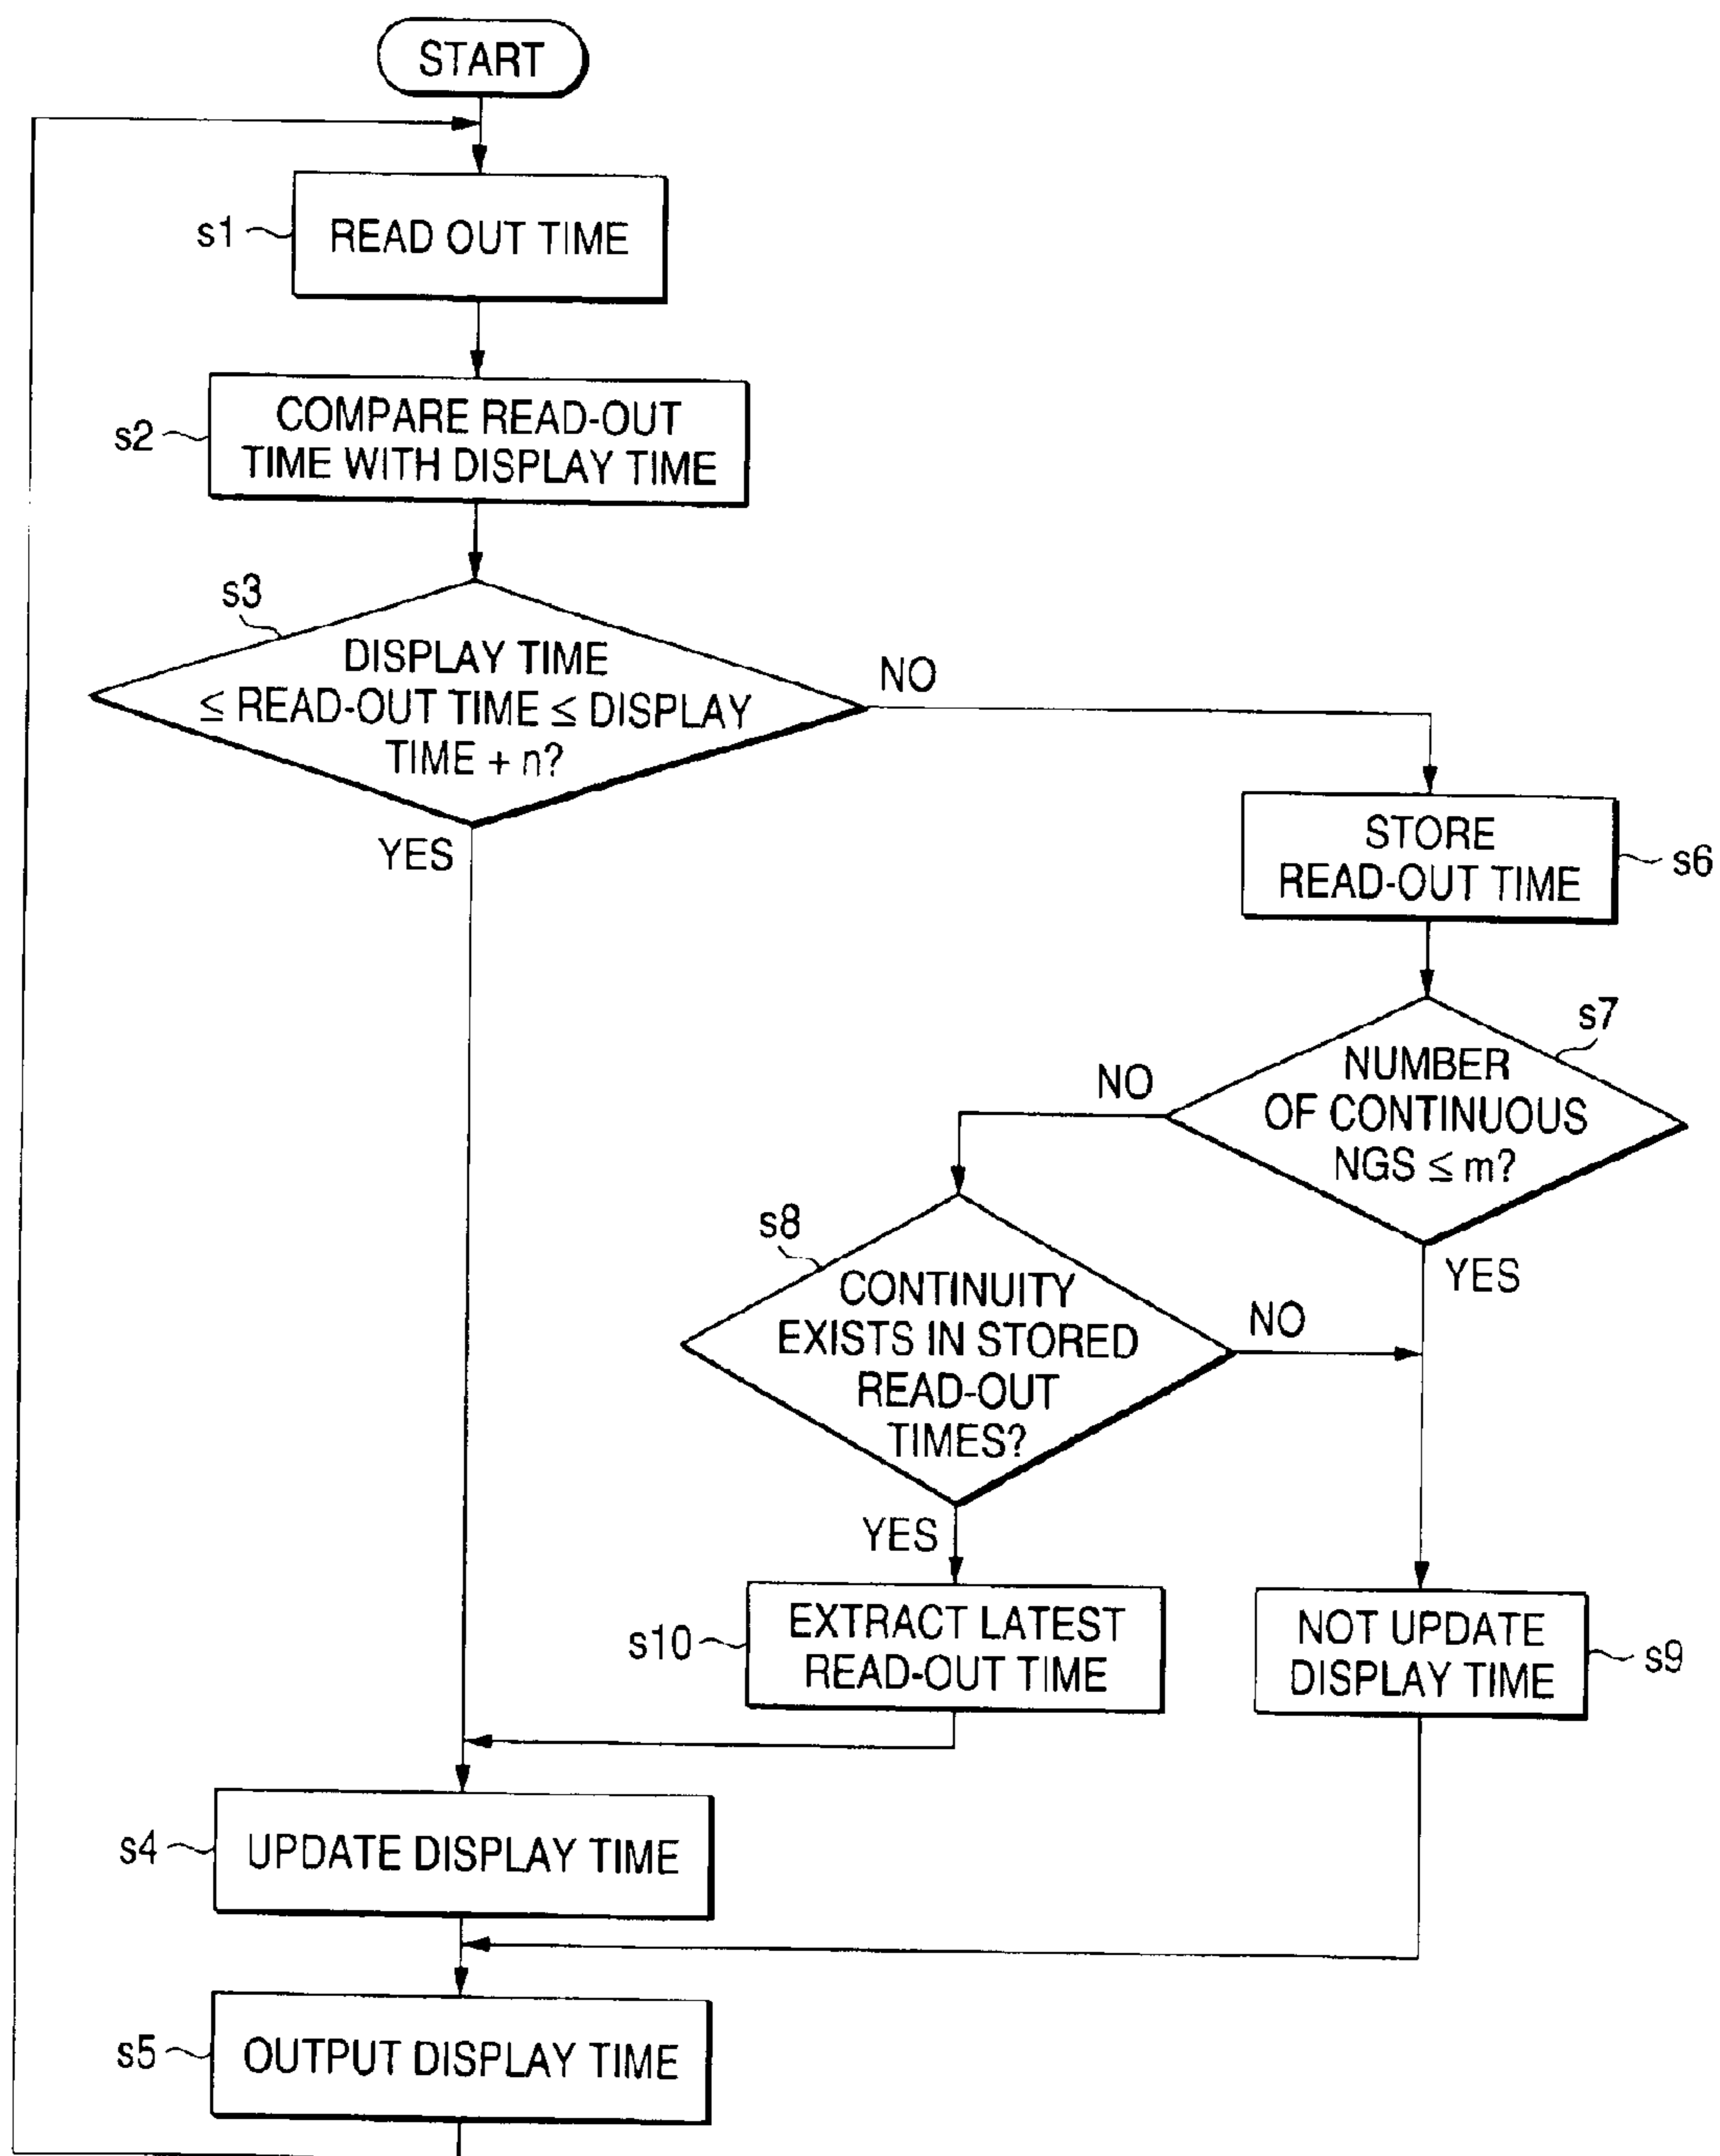 START
s1
READ OUT TIME
s2
COMPARE READ-OUT
TIME WITH DISPLAY TIME
s3
DISPLAY TIME
≤ READ-OUT TIME ≤ DISPLAY
TIME + n?
NO
YES
STORE
READ-OUT TIME
s6
s7
NUMBER
OF CONTINUOUS
NGS ≤ m?
NO
YES
s8
CONTINUITY
EXISTS IN STORED
READ-OUT
TIMES?
NO
YES
s10
EXTRACT LATEST
READ-OUT TIME
NOT UPDATE
DISPLAY TIME
s9
s4
UPDATE DISPLAY TIME
s5
OUTPUT DISPLAY TIME